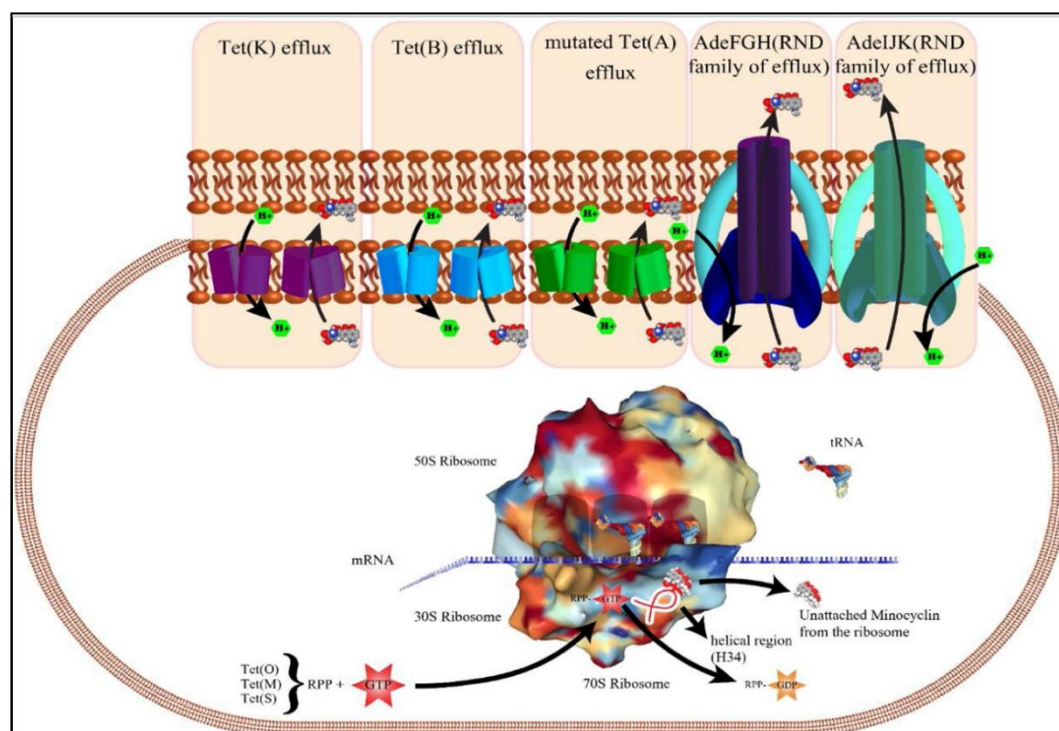 Tet(K) efflux
Tet(B) efflux
mutated Tet(A)
efflux
AdeFGH(RND
family of efflux)
AdeIJK(RND
family of efflux)
H+
H+
H+
H+
H+
H+
H+
H+
H+
H+
50S Ribosome
tRNA
mRNA
30S Ribosome
RPP-
GTP
Unattached Minocyclin
from the ribosome
helical region
(H34)
Tet(O)
Tet(M)
Tet(S)
RPP +
GTP
70S Ribosome
RPP-
GDP